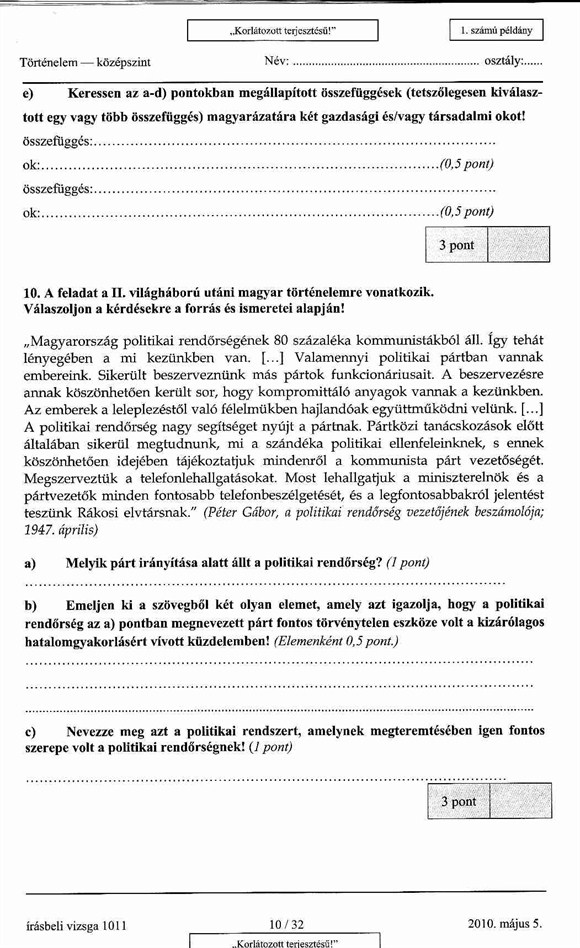 „Korlátozott terjesztésű!”
1. számú példány
Történelem — középszint
Név: ............................................................... osztály:......
e) Keressen az a-d) pontokban megállapított összefüggések (tetszőlegesen kiválasz-
tott egy vagy több összefüggés) magyarázatára két gazdasági és/vagy társadalmi okot!
összefüggés:................................................................................
ok:................................................................................(0,5 pont)
összefüggés:................................................................................
ok:................................................................................(0,5 pont)
3 pont
10. A feladat a II. világháború utáni magyar történelemre vonatkozik.
Válaszoljon a kérdésekre a forrás és ismeretei alapján!
„Magyarország politikai rendőrségének 80 százaléka kommunistákból áll. Így tehát
lényegében a mi kezünkben van. [...] Valamennyi politikai pártban vannak
embereink. Sikerült beszerveznünk más pártok funkcionáriusait. A beszervezésre
annak köszönhetően került sor, hogy kompromittáló anyagok vannak a kezünkben.
Az emberek a leleplezéstől való félelmükben hajlandóak együttműködni velünk. [...]
A politikai rendőrség nagy segítséget nyújt a pártnak. Pártközi tanácskozások előtt
általában sikerül megtudnunk, mi a szándéka politikai ellenfeleinknek, s ennek
köszönhetően idejében tájékoztatjuk mindenről a kommunista párt vezetőségét.
Megszerveztük a telefonlehallgatásokat. Most lehallgatjuk a miniszterelnök és a
pártvezetők minden fontosabb telefonbeszélgetését, és a legfontosabbakról jelentést
teszünk Rákosi elvtársnak.” (Péter Gábor, a politikai rendőrség vezetőjének beszámolója;
1947. április)
a) Melyik párt irányítása alatt állt a politikai rendőrség? (1 pont)
................................................................................
b) Emeljen ki a szövegből két olyan elemet, amely azt igazolja, hogy a politikai
rendőrség az a) pontban megnevezett párt fontos törvénytelen eszköze volt a kizárólagos
hatalomgyakorlásért vívott küzdelemben! (Elemenként 0,5 pont.)
................................................................................
................................................................................
................................................................................
c) Nevezze meg azt a politikai rendszert, amelynek megteremtésében igen fontos
szerepe volt a politikai rendőrségnek! (1 pont)
................................................................................
3 pont
írásbeli vizsga 1011
10 / 32
2010. május 5.
„Korlátozott terjesztésű!”